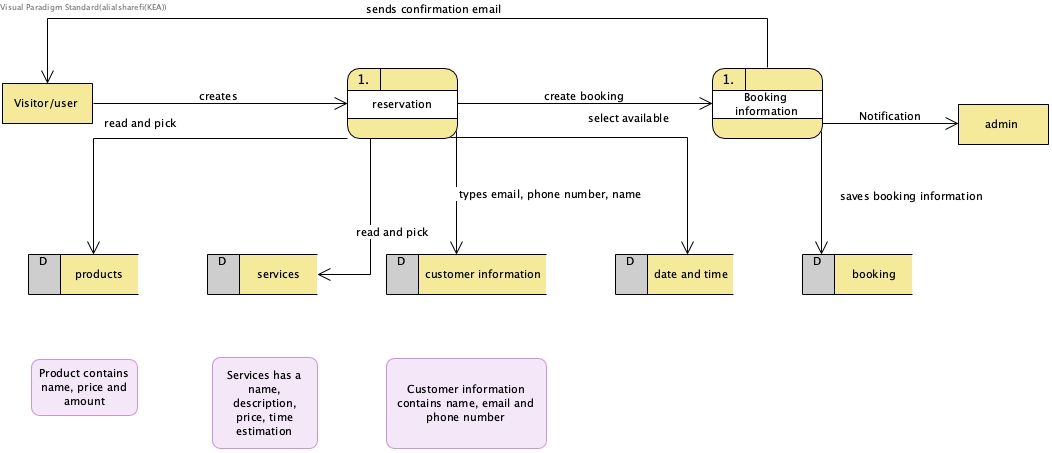 Visual Paradigm Standard(alialsharefi(KEA))
sends confirmation email
1.
1.
Visitor/user
creates
reservation
create booking
Booking
information
read and pick
select available
Notification
admin
types email, phone number, name
saves booking information
read and pick
D
products
D
services
D
customer information
D
date and time
D
booking
Product contains
name, price and
amount
Services has a
name,
description,
price, time
estimation
Customer information
contains name, email and
phone number